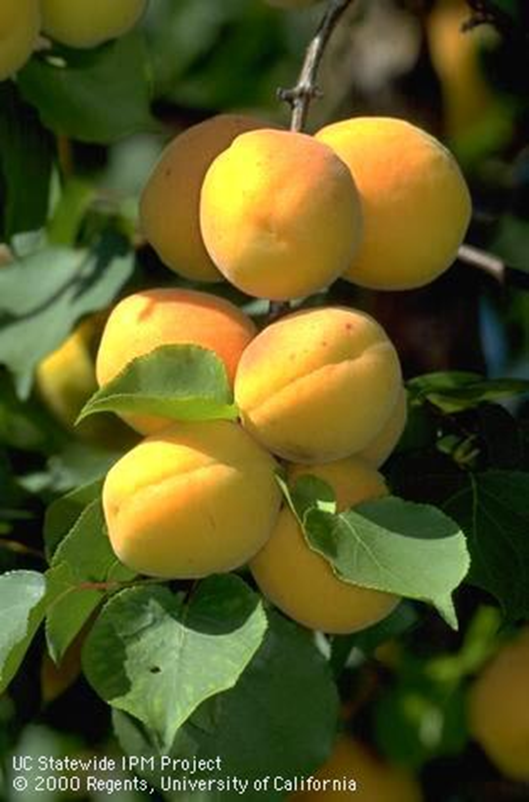 UC Statewide IPM Project
© 2000 Regents, University of California